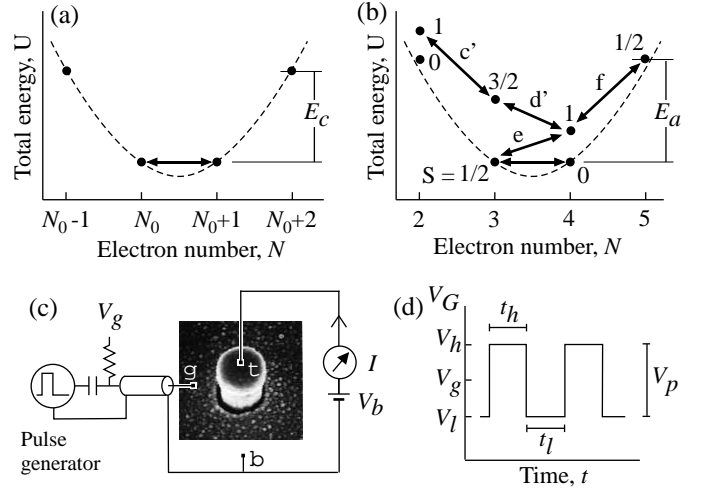 (a)
Total energy, U
E_c
N_0-1
N_0
N_0+1
N_0+2
Electron number, N
(b)
Total energy, U
1
0
c'
3/2
d'
1
e
f
1/2
E_a
S = 1/2
0
2
3
4
5
Electron number, N
(c)
V_g
g
t
I
V_b
b
Pulse
generator
(d)
V_G
t_h
V_h
V_g
V_l
V_p
t_l
Time, t